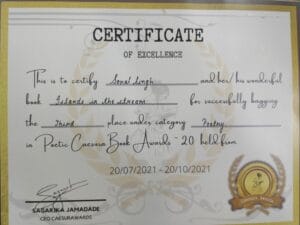 CERTIFICATE
OF EXCELLENCE
This is to certify Sonal Singh and her/his wonderful
book Islands in the stream for successfully bagging
the Third place under category Poetry
in Poetic Caesura Book Awards - 20 held from
20/07/2021 - 20/10/2021
SAGARIKA JAMADADE
CEO CAESURAWARDS